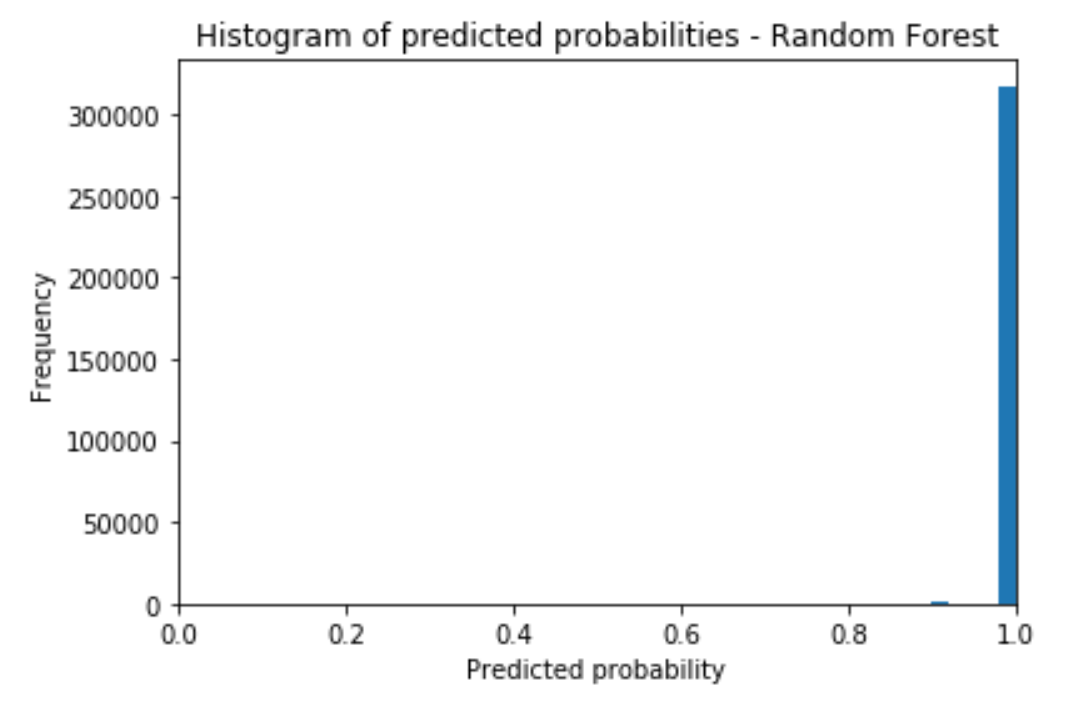 Histogram of predicted probabilities - Random Forest
300000
250000
200000
150000
100000
50000
0
Frequency
0.0 0.2 0.4 0.6 0.8 1.0
Predicted probability